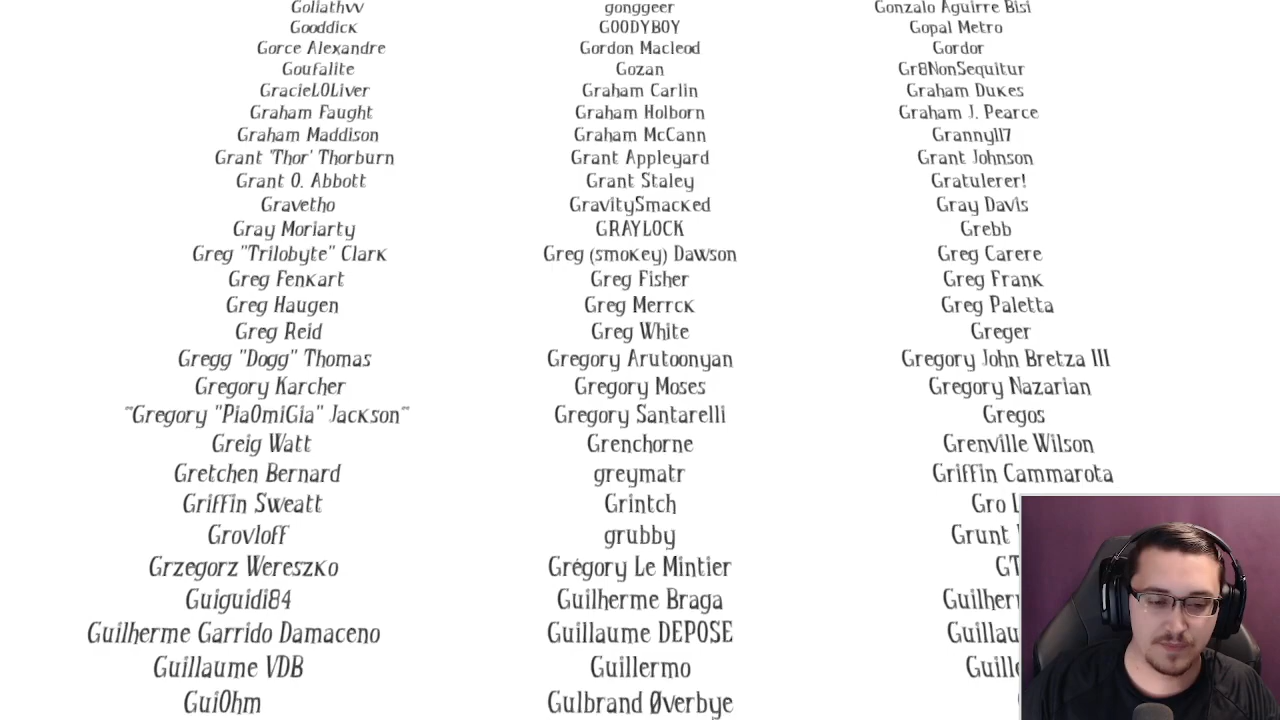 Goliathvv gonggeer Gonzalo Aguirre Bisi
Gooddick GOODYBOY Gopal Metro
Gorce Alexandre Gordon Macleod Gordor
Goufalite Gozan Gr8NonSequitur
GracieLOLiver Graham Carlin Graham Dukes
Graham Faught Graham Holborn Graham J. Pearce
Graham Maddison Graham McCann Granny117
Grant 'Thor' Thorburn Grant Appleyard Grant Johnson
Grant O. Abbott Grant Staley Gratulerer!
Gravetho GravitySmacked Gray Davis
Gray Moriarty GRAYLOCK Grebb
Greg "Trilobyte" Clark Greg (smokey) Dawson Greg Carere
Greg Fenkart Greg Fisher Greg Frank
Greg Haugen Greg Merrck Greg Paletta
Greg Reid Greg White Greger
Gregg "Dogg" Thomas Gregory Arutoonyan Gregory John Bretza III
Gregory Karcher Gregory Moses Gregory Nazarian
~Gregory "PiaOmiGia" Jackson~ Gregory Santarelli Gregos
Greig Watt Grenchorne Grenville Wilson
Gretchen Bernard greymatr Griffin Cammarota
Griffin Sweatt Grintch Gro
Grovloff grubby Grunt
Grzegorz Wereszko Grégory Le Mintier
Guiguidi84 Guilherme Braga
Guilherme Garrido Damaceno Guillaume DEPOSE
Guillaume VDB Guillermo
GuiOhm Gulbrand Øverbye